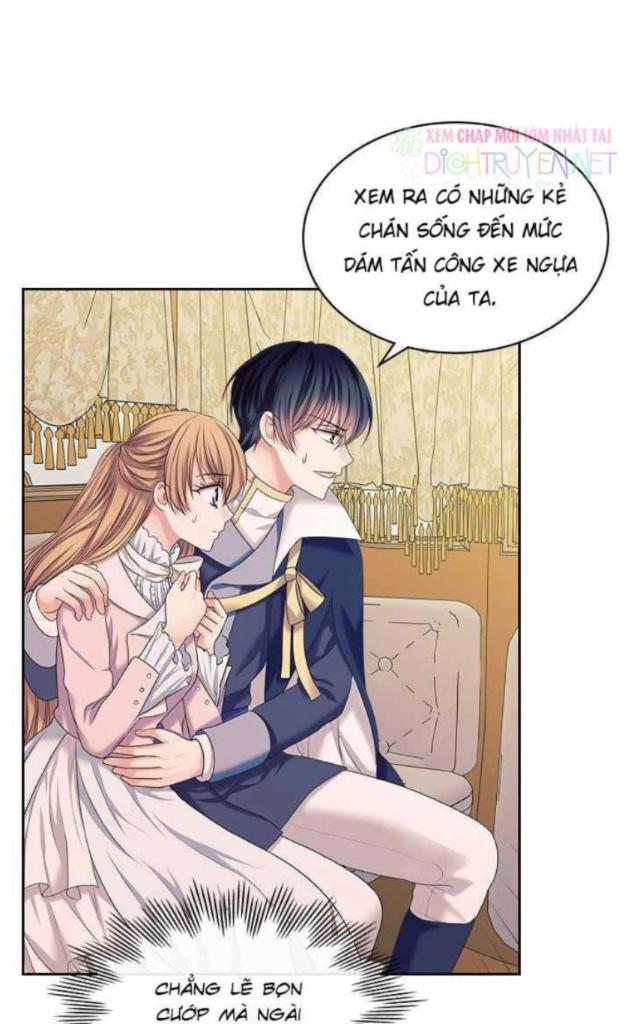 XEM CHAP MỚI SỚM NHẤT TẠI
DICHTRUYEN.NET
XEM RA CÓ NHỮNG KẺ
CHÁN SỐNG ĐẾN MỨC
DÁM TẤN CÔNG XE NGỰA
CỦA TA.
CHẲNG LẼ BỌN
CƯỚP MÀ NGÀI